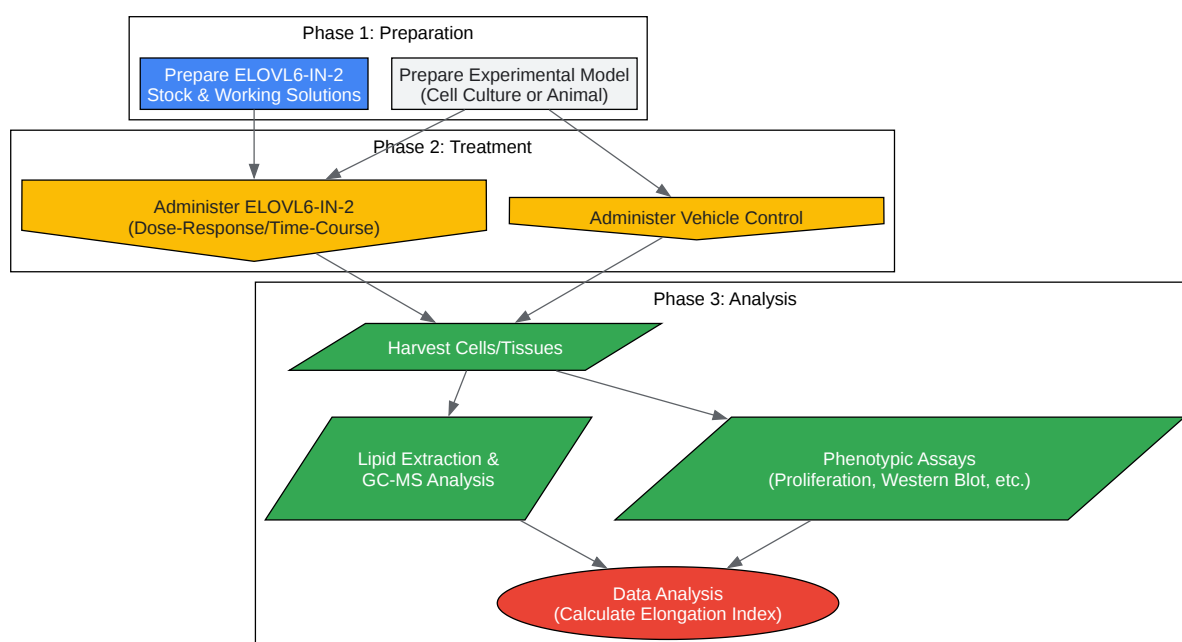 Phase 1: Preparation
Prepare ELOVL6-IN-2
Stock & Working Solutions
Prepare Experimental Model
(Cell Culture or Animal)
Phase 2: Treatment
Administer ELOVL6-IN-2
(Dose-Response/Time-Course)
Administer Vehicle Control
Phase 3: Analysis
Harvest Cells/Tissues
Lipid Extraction &
GC-MS Analysis
Phenotypic Assays
(Proliferation, Western Blot, etc.)
Data Analysis
(Calculate Elongation Index)